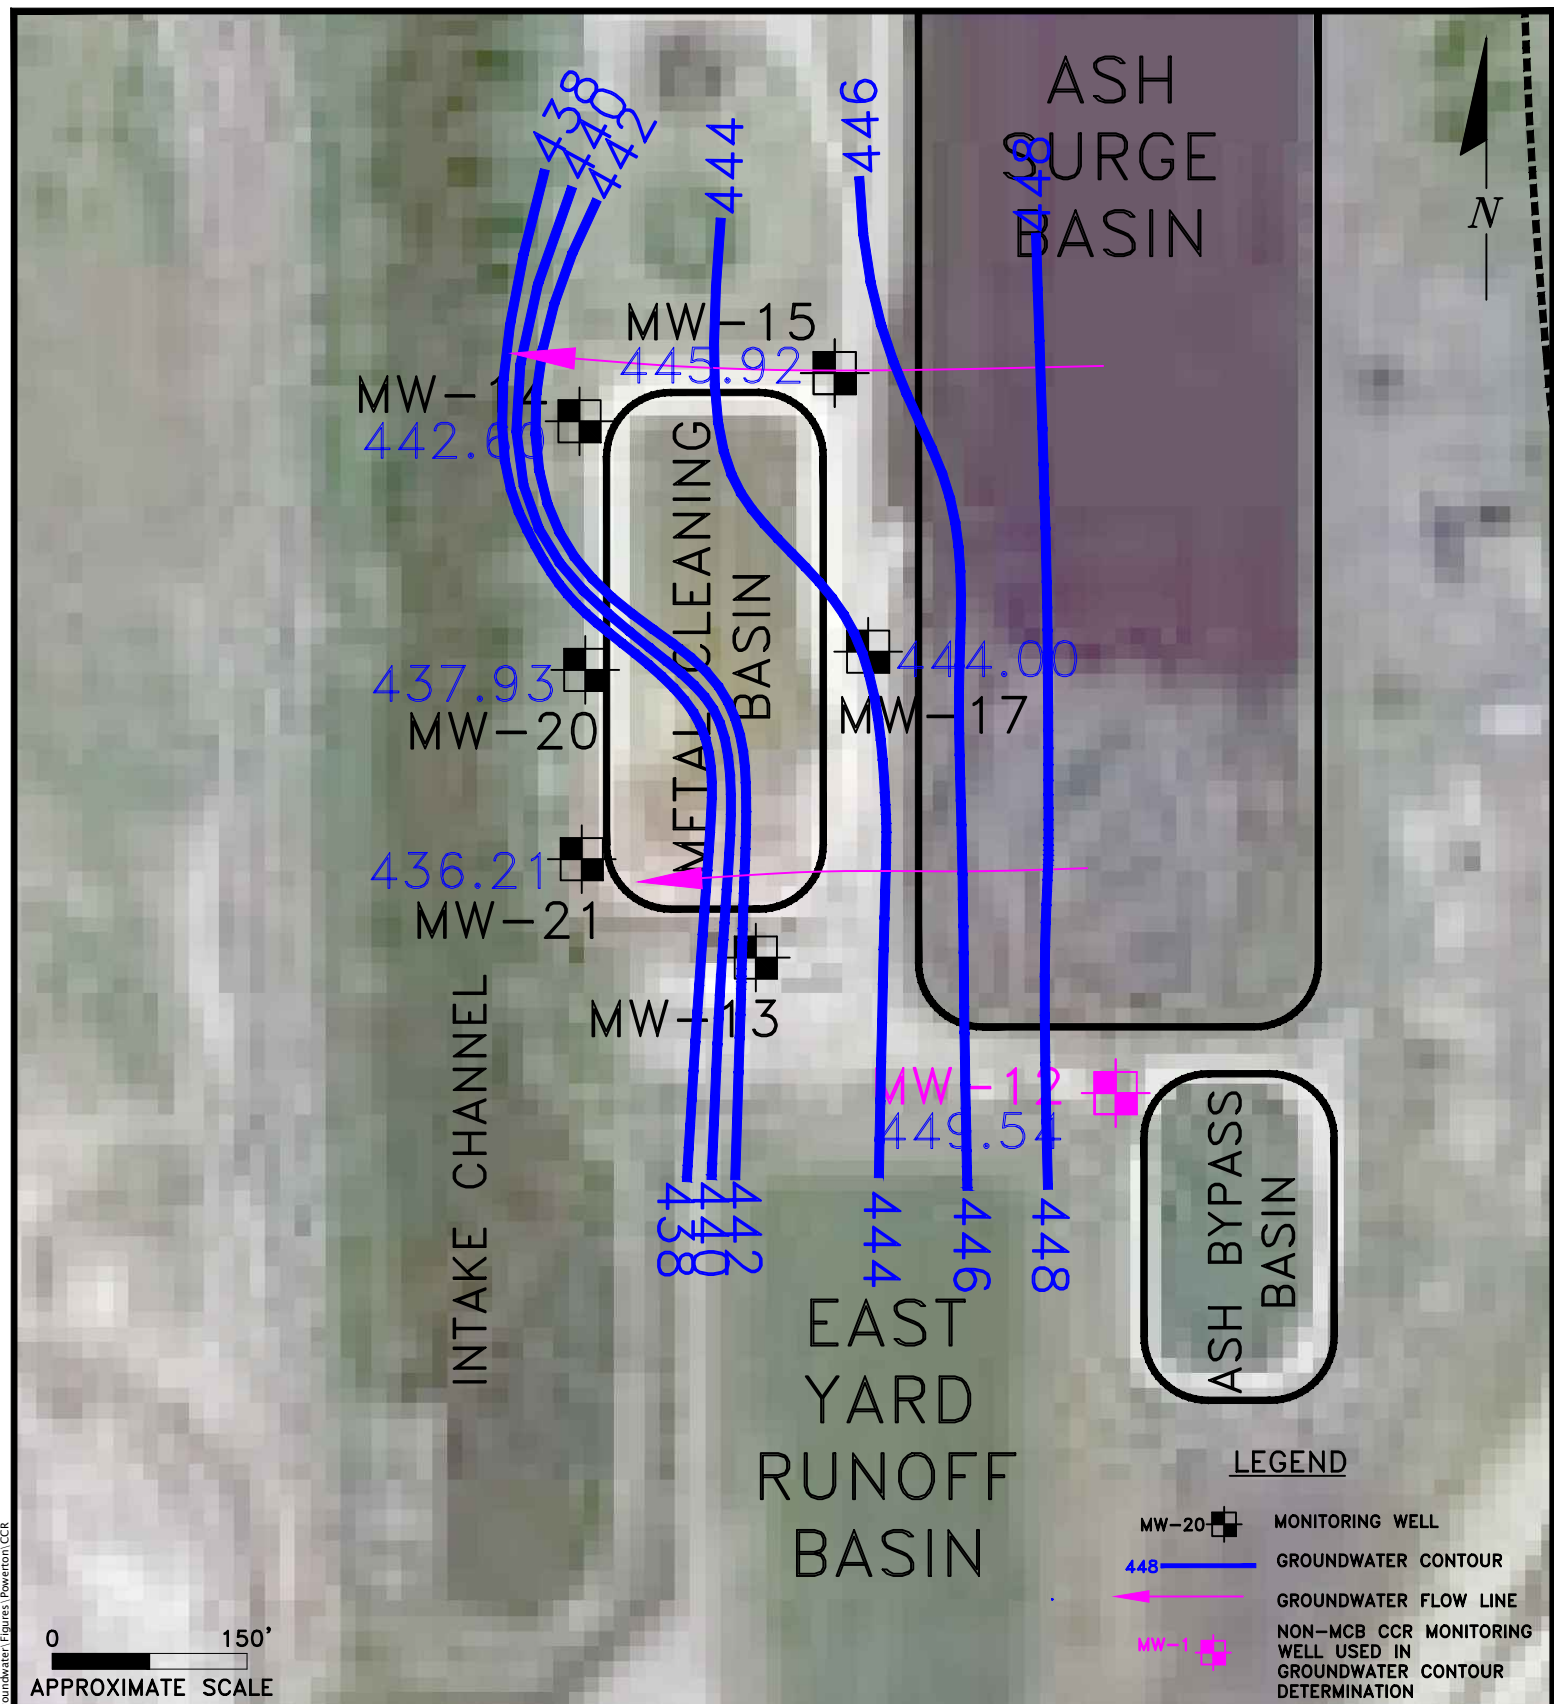 438
440
442
444
446
ASH
SURGE
BASIN
448
N
MW-15
445.92
MW-14
442.60
METAL CLEANING
BASIN
437.93
MW-20
444.00
MW-17
436.21
MW-21
MW-13
INTAKE CHANNEL
MW-12
449.54
ASH BYPASS
BASIN
438
440
442
444
446
448
EAST
YARD
RUNOFF
BASIN
LEGEND
MW-20 MONITORING WELL
448 GROUNDWATER CONTOUR
GROUNDWATER FLOW LINE
MW-1 NON-MCB CCR MONITORING
WELL USED IN
GROUNDWATER CONTOUR
DETERMINATION
0 150'
APPROXIMATE SCALE
oundwater\Figures\Powerton\CCR